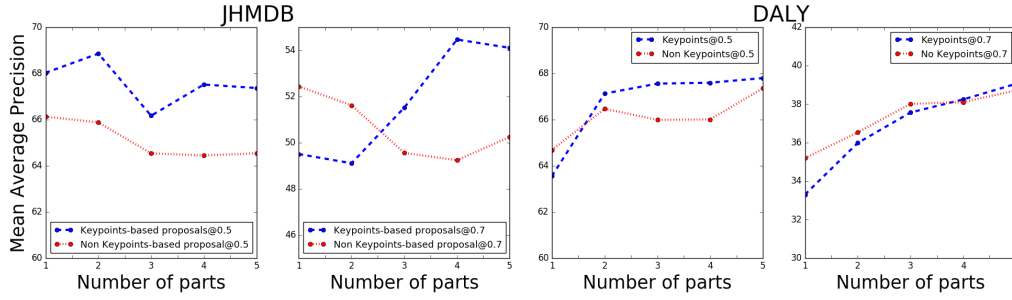 JHMDB
DALY
Mean Average Precision
70
68
66
64
62
60
1 2 3 4 5
Keypoints-based proposals@0.5
Non Keypoints-based proposal@0.5
Number of parts
54
52
50
48
46
1 2 3 4 5
Keypoints-based proposals@0.7
Non Keypoints-based proposal@0.7
Number of parts
70
68
66
64
62
60
1 2 3 4 5
Keypoints@0.5
Non Keypoints@0.5
Number of parts
42
40
38
36
34
32
30
1 2 3 4
Keypoints@0.7
No Keypoints@0.7
Number of parts